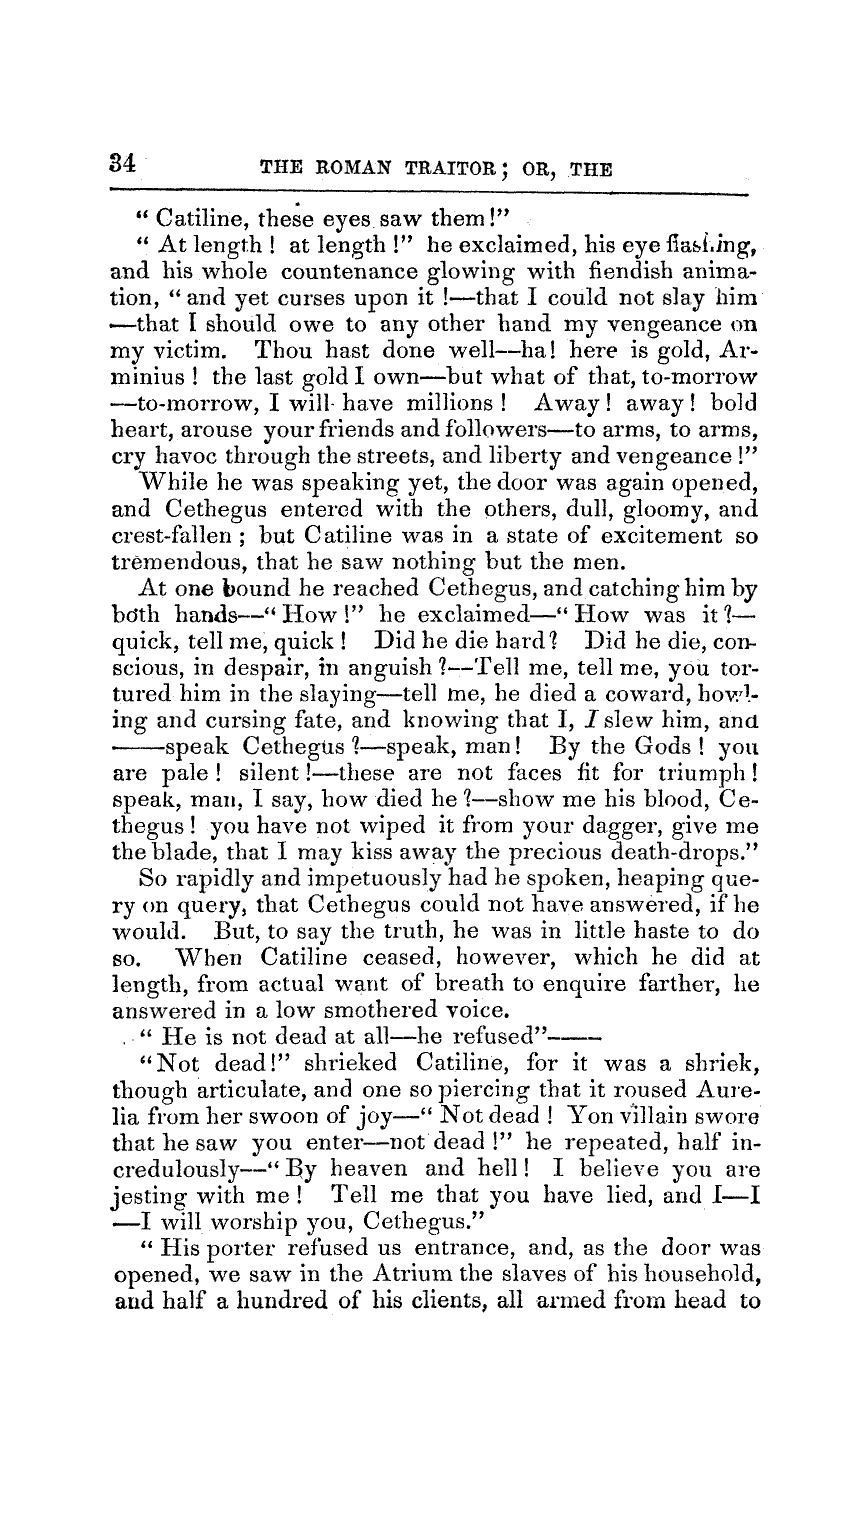 34 THE ROMAN TRAITOR; OR, THE
“ Catiline, these eyes saw them!”
“ At length ! at length !” he exclaimed, his eye flashing,
and his whole countenance glowing with fiendish anima-
tion, “ and yet curses upon it !—that I could not slay him
—that I should owe to any other hand my vengeance on
my victim. Thou hast done well—ha! here is gold, Ar-
minius ! the last gold I own—but what of that, to-morrow
—to-morrow, I will have millions ! Away! away! bold
heart, arouse your friends and followers—to arms, to arms,
cry havoc through the streets, and liberty and vengeance !”
While he was speaking yet, the door was again opened,
and Cethegus entered with the others, dull, gloomy, and
crest-fallen ; but Catiline was in a state of excitement so
tremendous, that he saw nothing but the men.
At one bound he reached Cethegus, and catching him by
both hands—“ How !” he exclaimed—“ How was it ?—
quick, tell me, quick ! Did he die hard? Did he die, con-
scious, in despair, in anguish ?—Tell me, tell me, you tor-
tured him in the slaying—tell me, he died a coward, howl-
ing and cursing fate, and knowing that I, I slew him, and
——speak Cethegus ?—speak, man! By the Gods ! you
are pale ! silent !—these are not faces fit for triumph !
speak, man, I say, how died he ?—show me his blood, Ce-
thegus ! you have not wiped it from your dagger, give me
the blade, that I may kiss away the precious death-drops.”
So rapidly and impetuously had he spoken, heaping que-
ry on query, that Cethegus could not have answered, if he
would. But, to say the truth, he was in little haste to do
so. When Catiline ceased, however, which he did at
length, from actual want of breath to enquire farther, he
answered in a low smothered voice.
“ He is not dead at all—he refused”——
“Not dead!” shrieked Catiline, for it was a shriek,
though articulate, and one so piercing that it roused Aure-
lia from her swoon of joy—“ Not dead ! Yon villain swore
that he saw you enter—not dead !” he repeated, half in-
credulously—“ By heaven and hell! I believe you are
jesting with me ! Tell me that you have lied, and I—I
—I will worship you, Cethegus.”
“ His porter refused us entrance, and, as the door was
opened, we saw in the Atrium the slaves of his household,
and half a hundred of his clients, all armed from head to